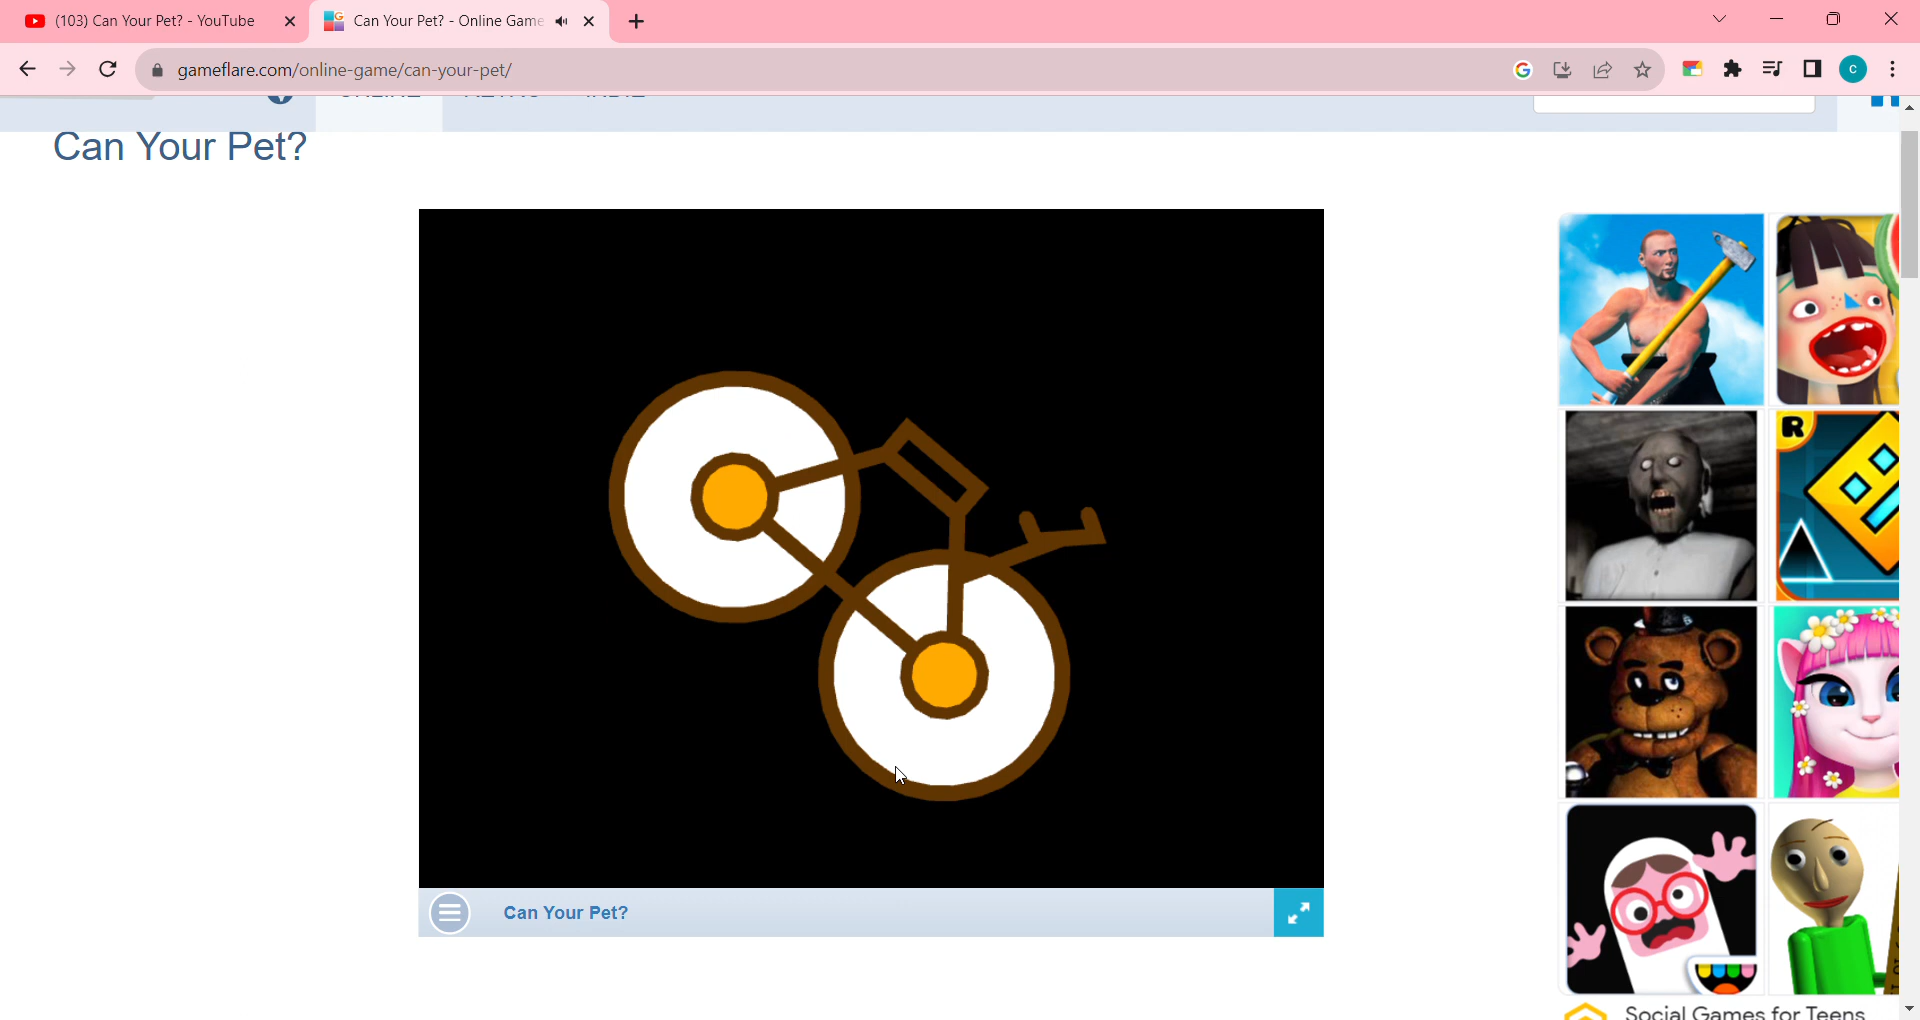 (103) Can Your Pet? - YouTube
Can Your Pet? - Online Game
gameflare.com/online-game/can-your-pet/
c
Can Your Pet?
R
Can Your Pet?
Social Games for Teens